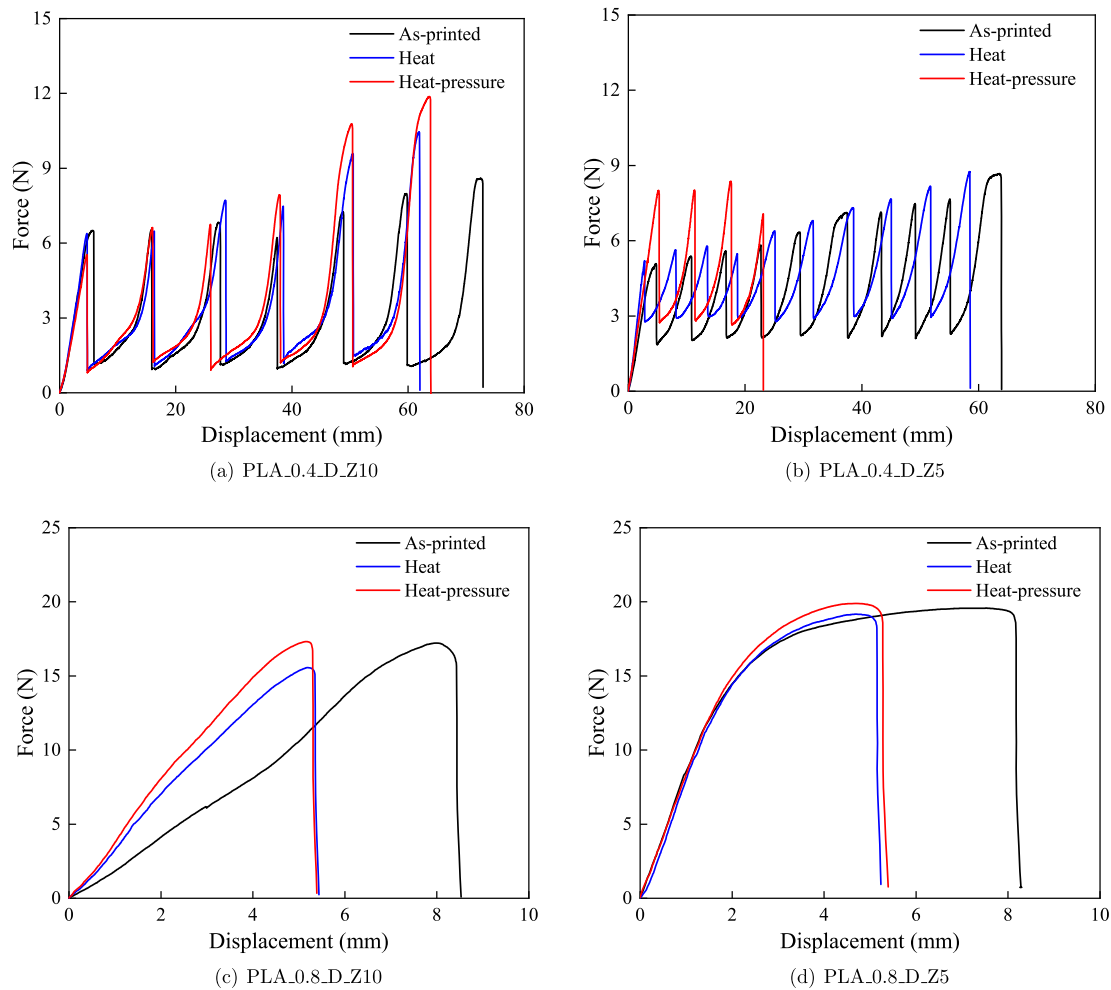 15
12
9
6
3
0
Force (N)
As-printed
Heat
Heat-pressure
0 20 40 60 80
Displacement (mm)
(a) PLA_0.4_D_Z10
15
12
9
6
3
0
Force (N)
As-printed
Heat
Heat-pressure
0 20 40 60 80
Displacement (mm)
(b) PLA_0.4_D_Z5
25
20
15
10
5
0
Force (N)
As-printed
Heat
Heat-pressure
0 2 4 6 8 10
Displacement (mm)
(c) PLA_0.8_D_Z10
25
20
15
10
5
0
Force (N)
As-printed
Heat
Heat-pressure
0 2 4 6 8 10
Displacement (mm)
(d) PLA_0.8_D_Z5